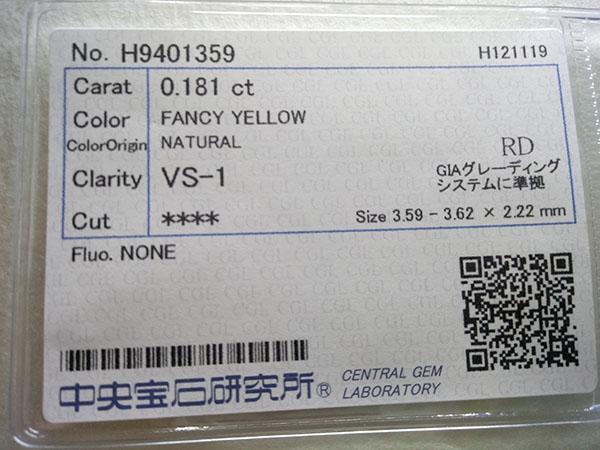 No. H9401359 H121119
Carat 0.181 ct
Color FANCY YELLOW
ColorOrigin NATURAL
RD
Clarity VS-1
GIAグレーディング
システムに準拠
Cut ****
Size 3.59 - 3.62 × 2.22 mm
Fluo. NONE
中央宝石研究所® CENTRAL GEM
LABORATORY